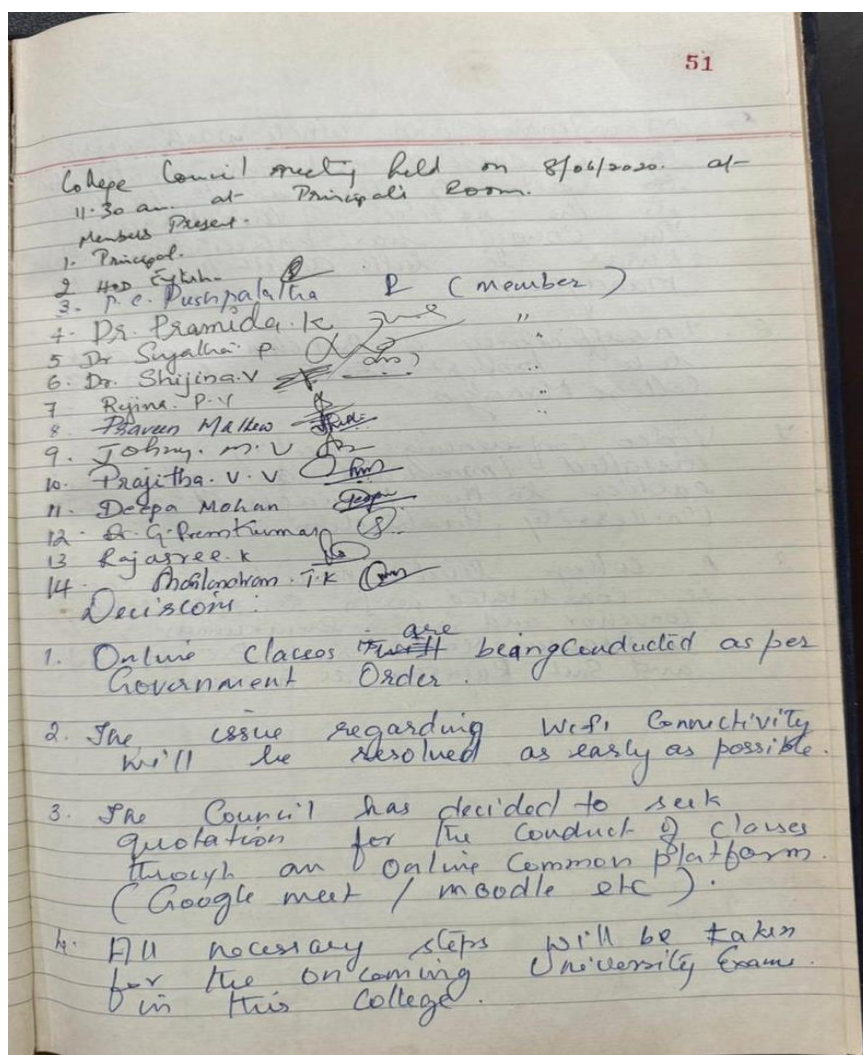 51
College Council meeting held on 8/06/2020. at
11.30 am. at Principal's Room.
Members Present.
1. Principal.
2 HOD English.
3. P. C. Pushpalatha (member)
4. Dr. Pramida. K "
5 Dr Sujatha. P. "
6. Dr. Shijina. V ..
7 Rejina. P. V ..
8 Praveen Mathew
9. Johny. M. V
10. Prajitha. V. V
11. Deepa Mohan
12. Dr. G. Premkumar
13 Rajasree. K
14. T. K
Decisions:
are
1. Online classes being conducted as per
Government Order.
2. The issue regarding Wifi Connectivity
will be resolved as early as possible.
3. The Council has decided to seek
quotation for the conduct of classes
through an Online Common platform.
(Google meet / moodle etc).
4. All necessary steps will be taken
for the oncoming University Exams.
in this College.